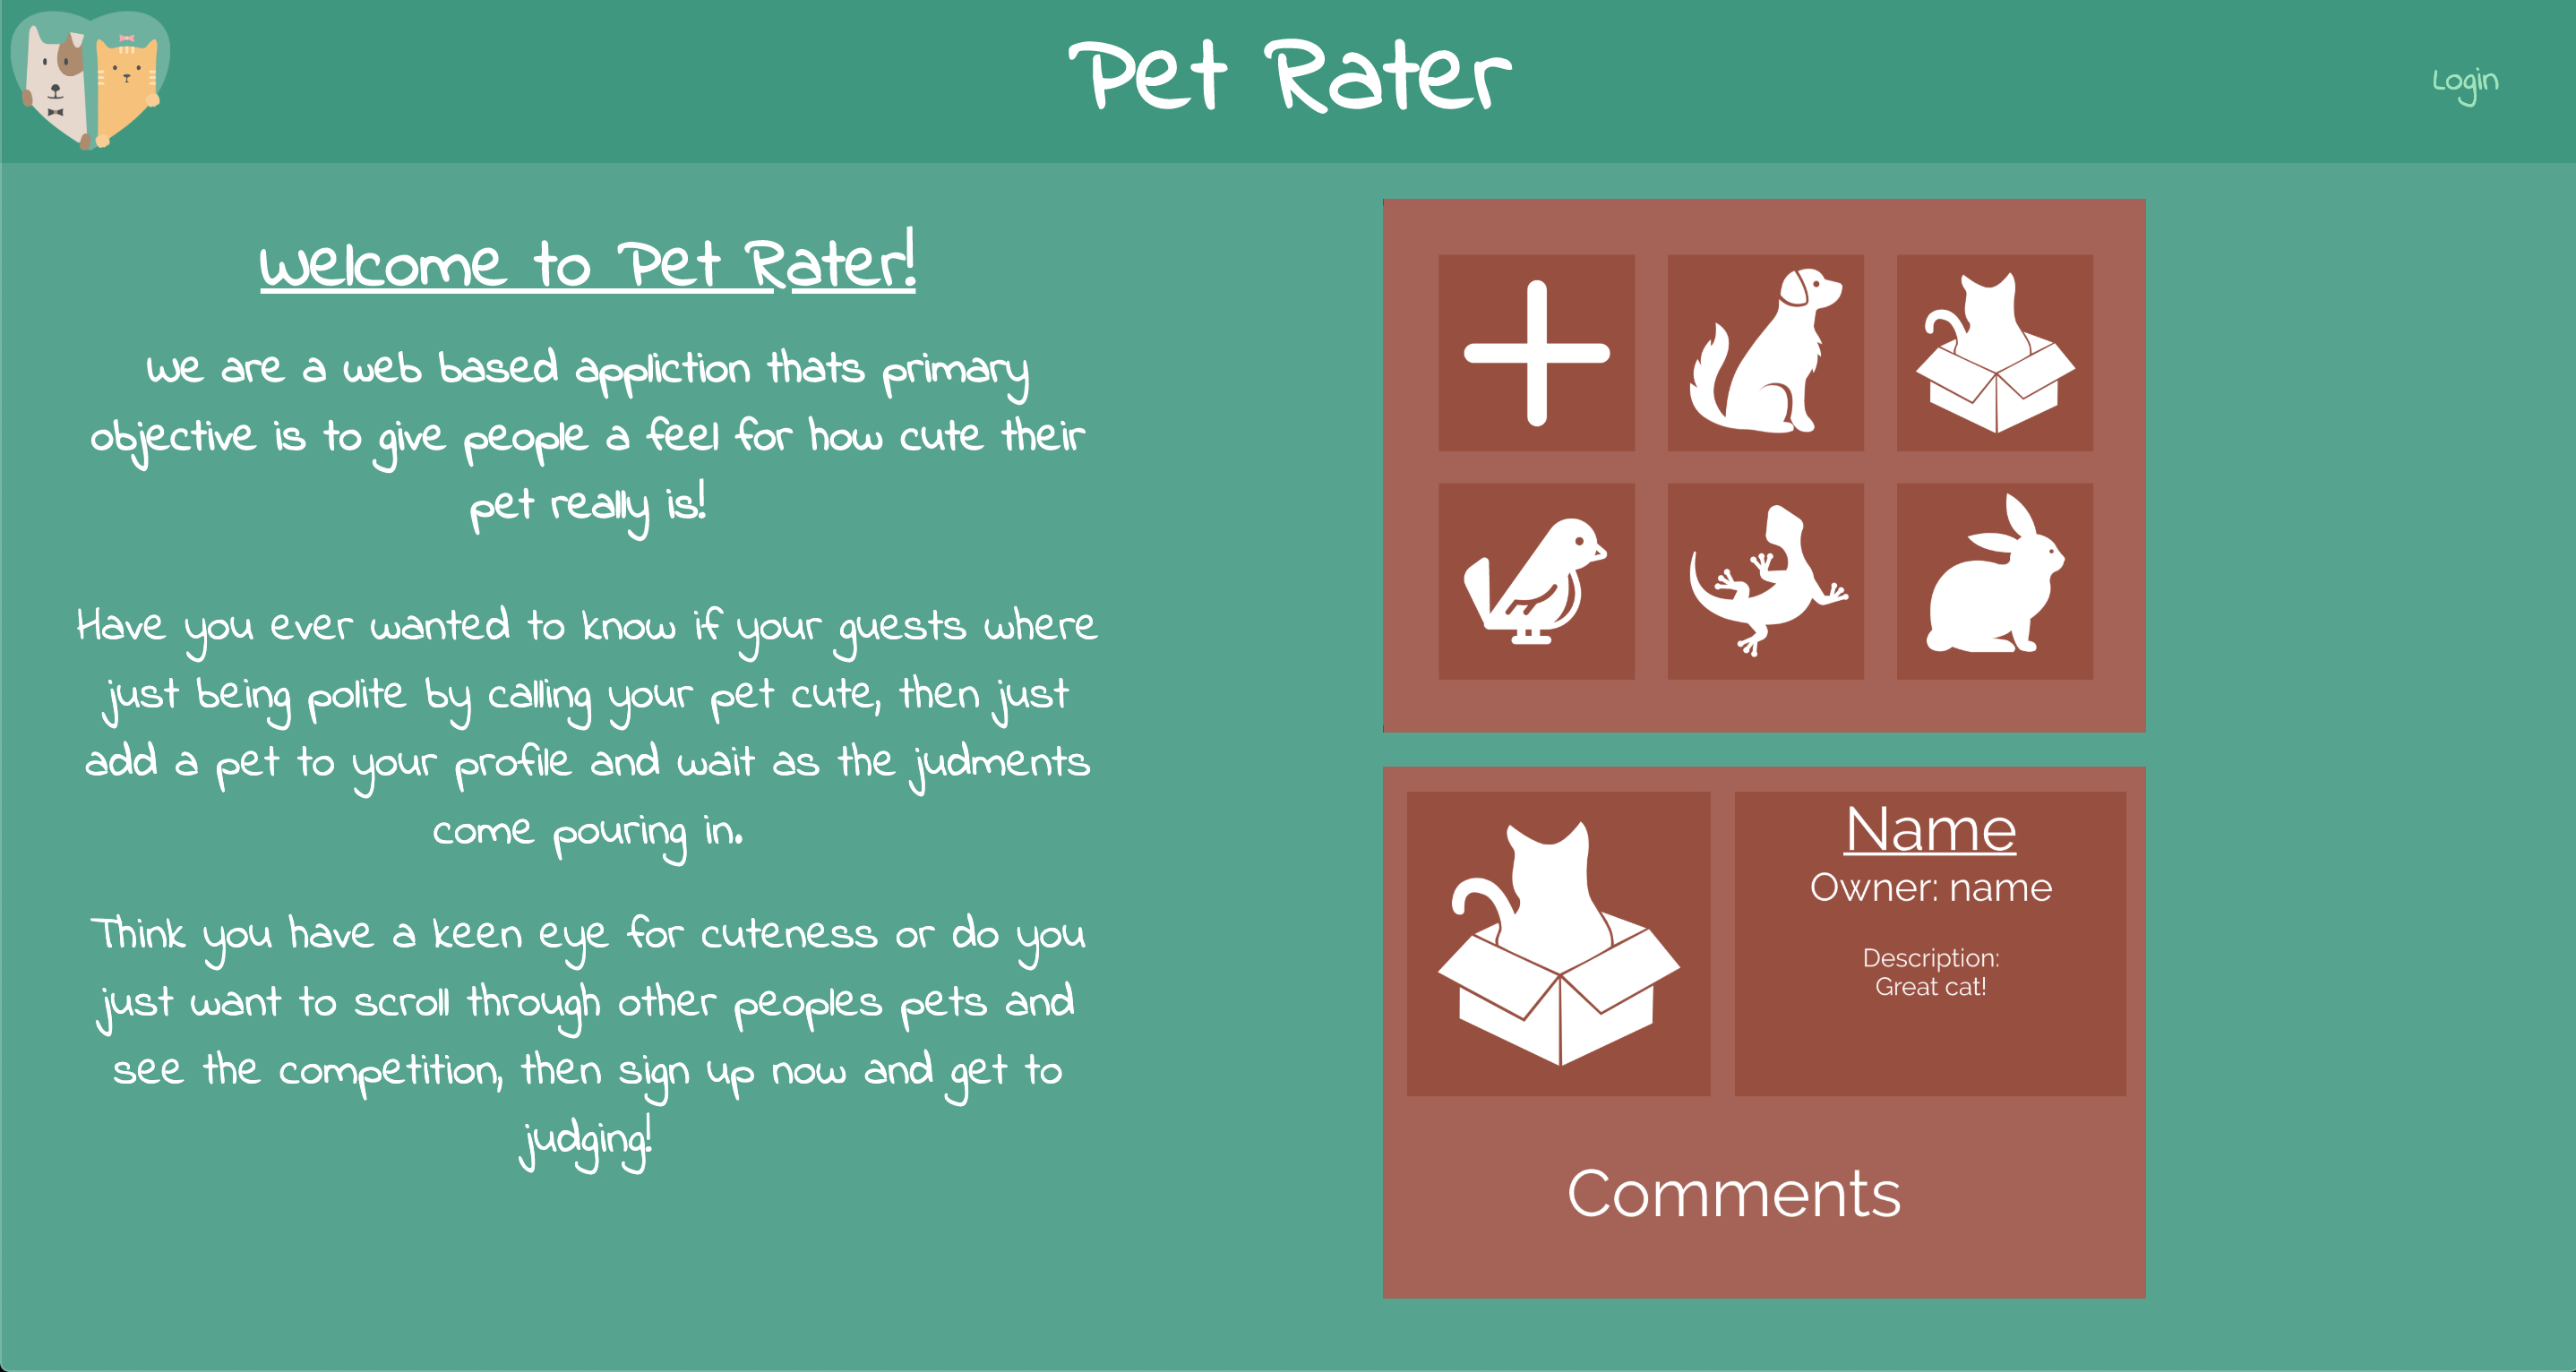 Pet Rater
Login
Welcome to Pet Rater!
We are a web based appliction thats primary
objective is to give people a feel for how cute their
pet really is!
Have you ever wanted to know if your guests where
just being polite by calling your pet cute, then just
add a pet to your profile and wait as the judments
come pouring in.
Think you have a keen eye for cuteness or do you
just want to scroll through other peoples pets and
see the competition, then sign up now and get to
judging!
Name
Owner: name
Description:
Great cat!
Comments